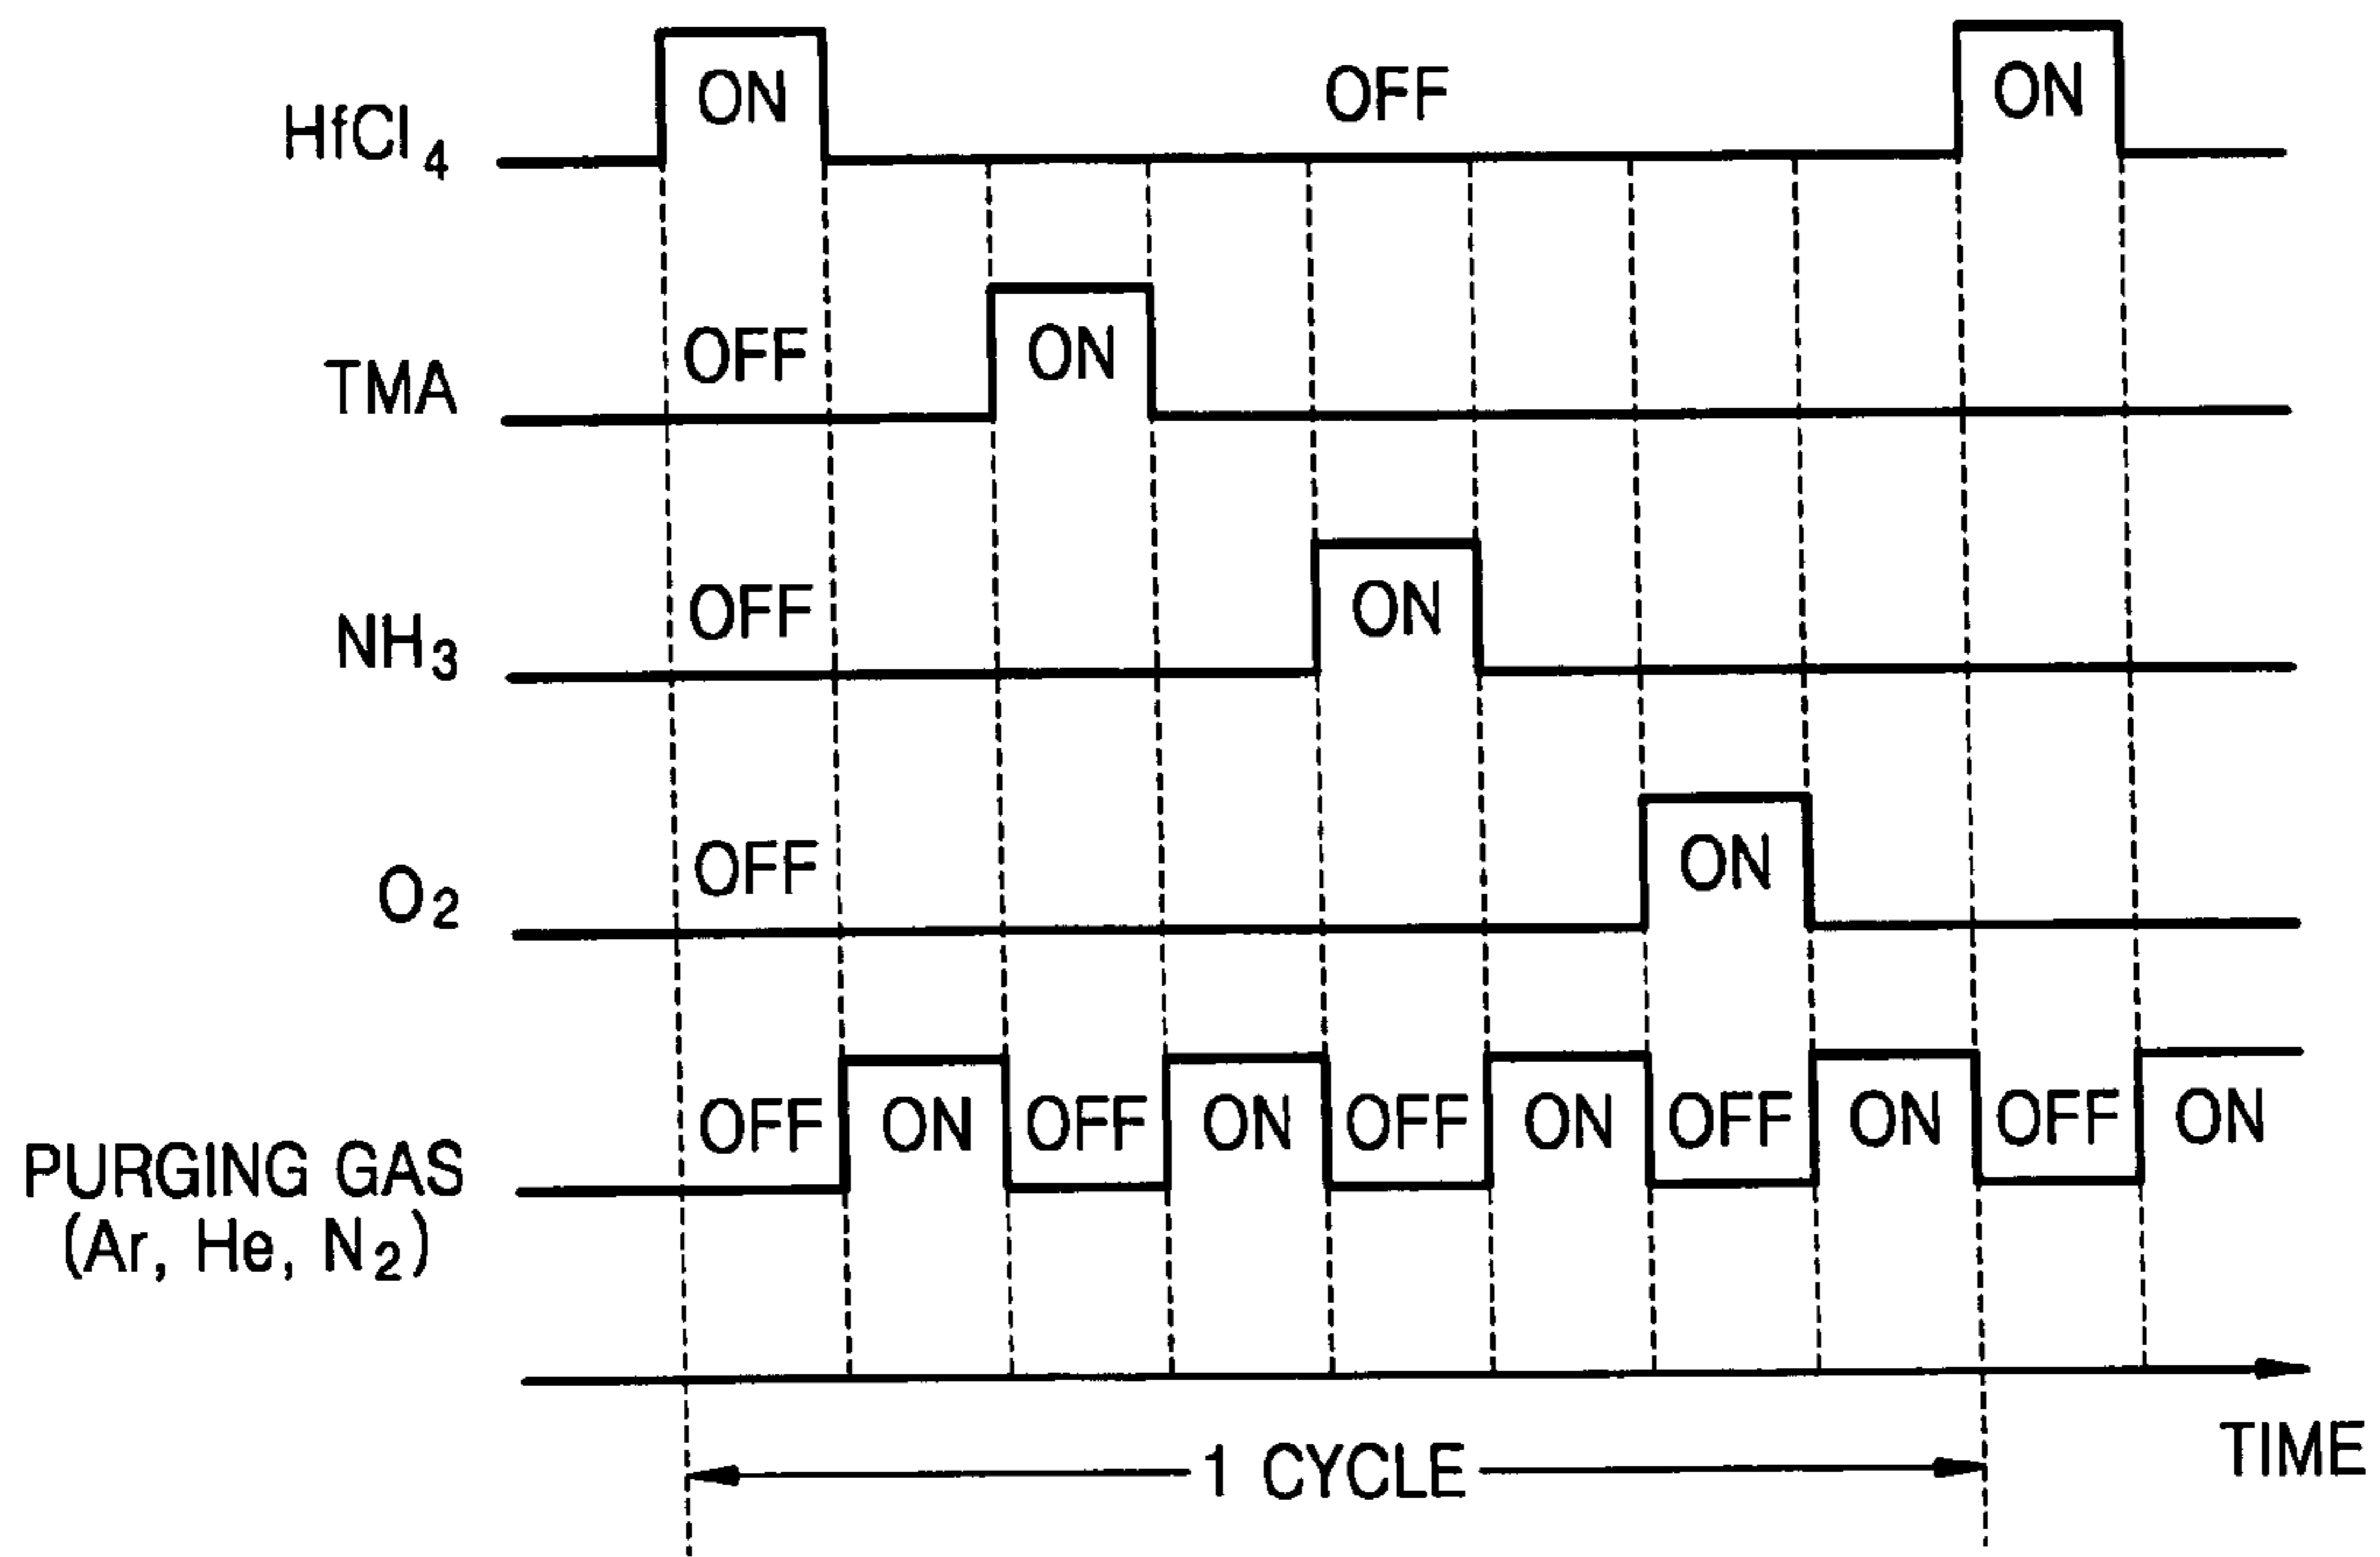 ON OFF ON
HfCl4
OFF ON
TMA
OFF ON
NH3
OFF ON
O2
OFF ON OFF ON OFF ON OFF ON OFF ON
PURGING GAS
(Ar, He, N2)
1 CYCLE
TIME